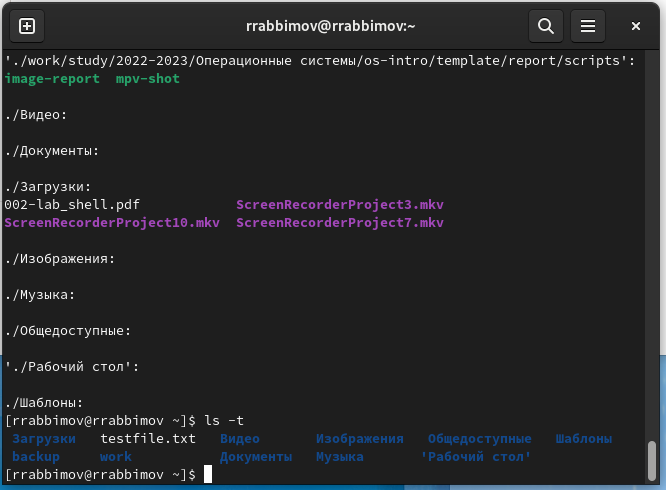 rrabbimov@rrabbimov:~
'./work/study/2022-2023/Операционные системы/os-intro/template/report/scripts':
image-report  mpv-shot
./Видео:
./Документы:
./Загрузки:
002-lab_shell.pdf  ScreenRecorderProject3.mkv
ScreenRecorderProject10.mkv  ScreenRecorderProject7.mkv
./Изображения:
./Музыка:
./Общедоступные:
'./Рабочий стол':
./Шаблоны:
[rrabbimov@rrabbimov ~]$ ls -t
Загрузки  testfile.txt  Видео  Изображения  Общедоступные  Шаблоны
backup  work  Документы  Музыка  'Рабочий стол'
[rrabbimov@rrabbimov ~]$